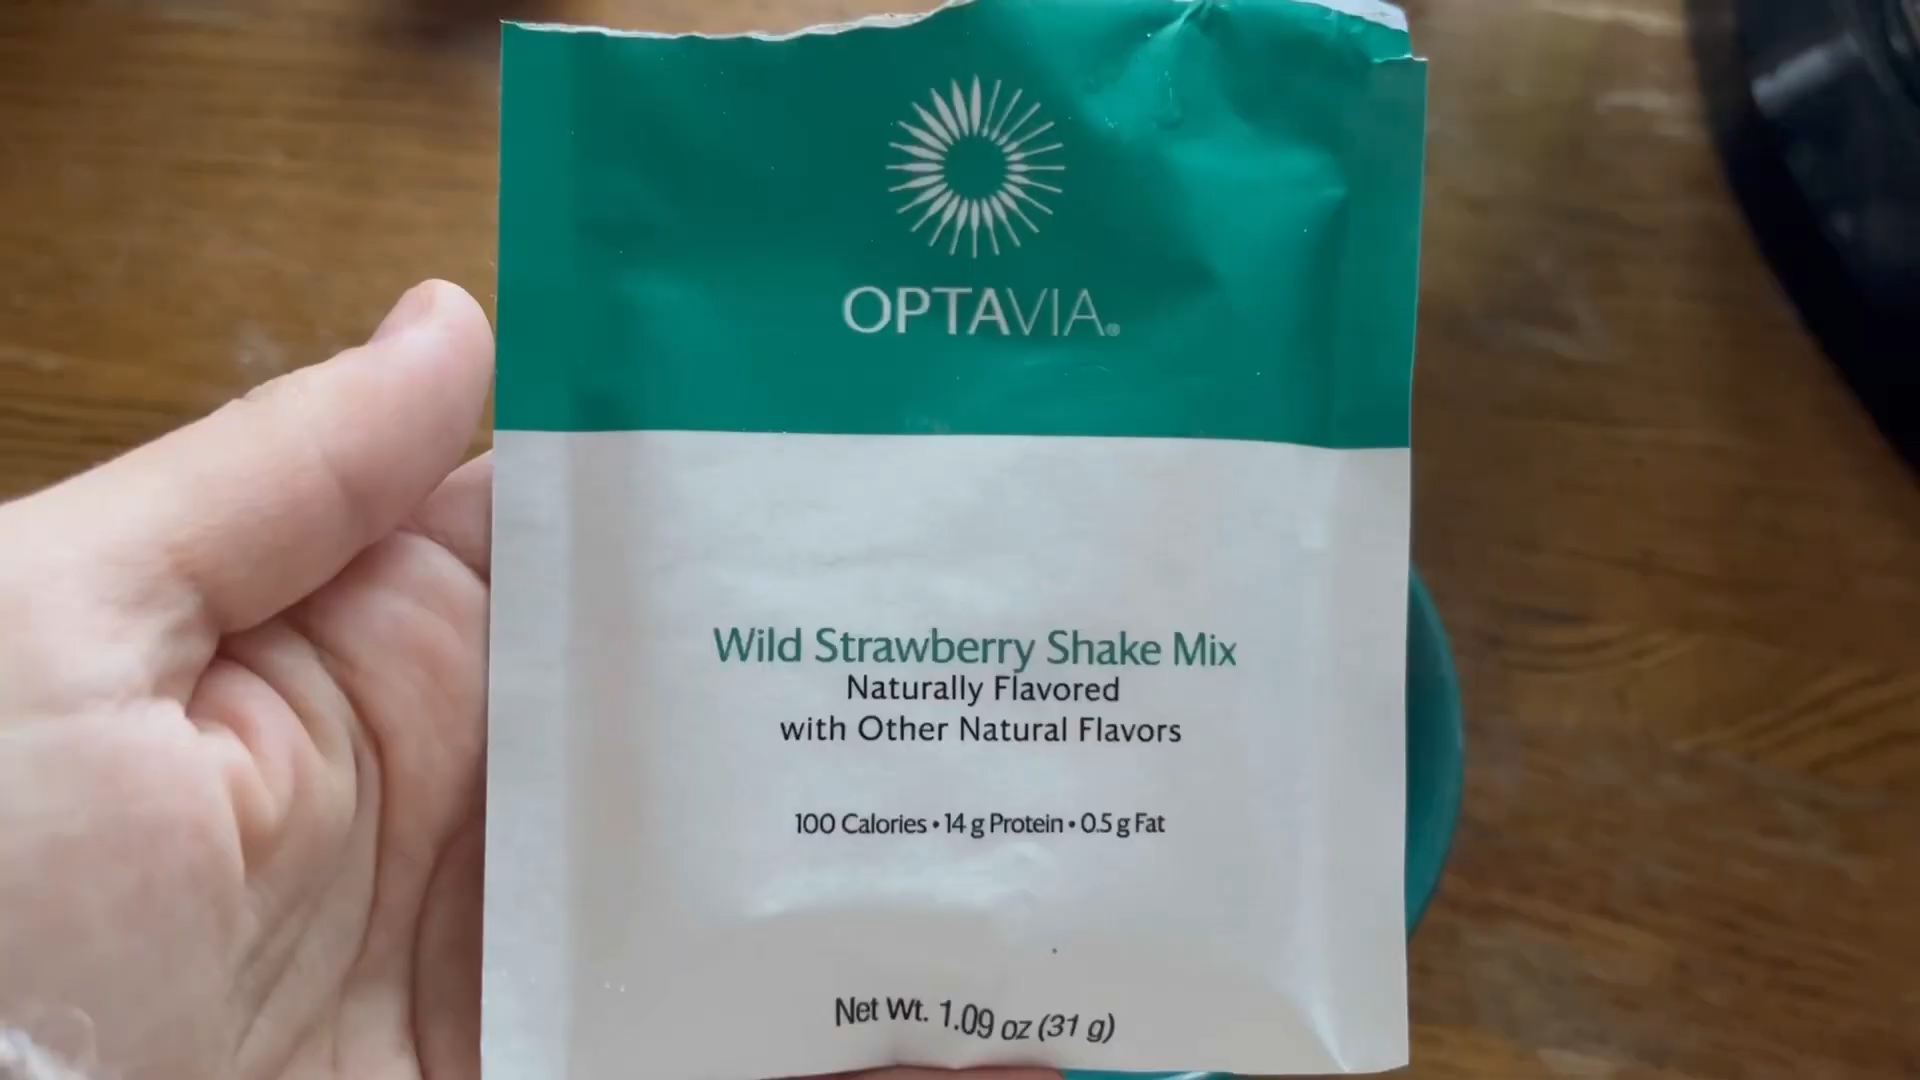 OPTAVIA®
Wild Strawberry Shake Mix
Naturally Flavored
with Other Natural Flavors
100 Calories • 14 g Protein • 0.5 g Fat
Net Wt. 1.09 oz (31 g)